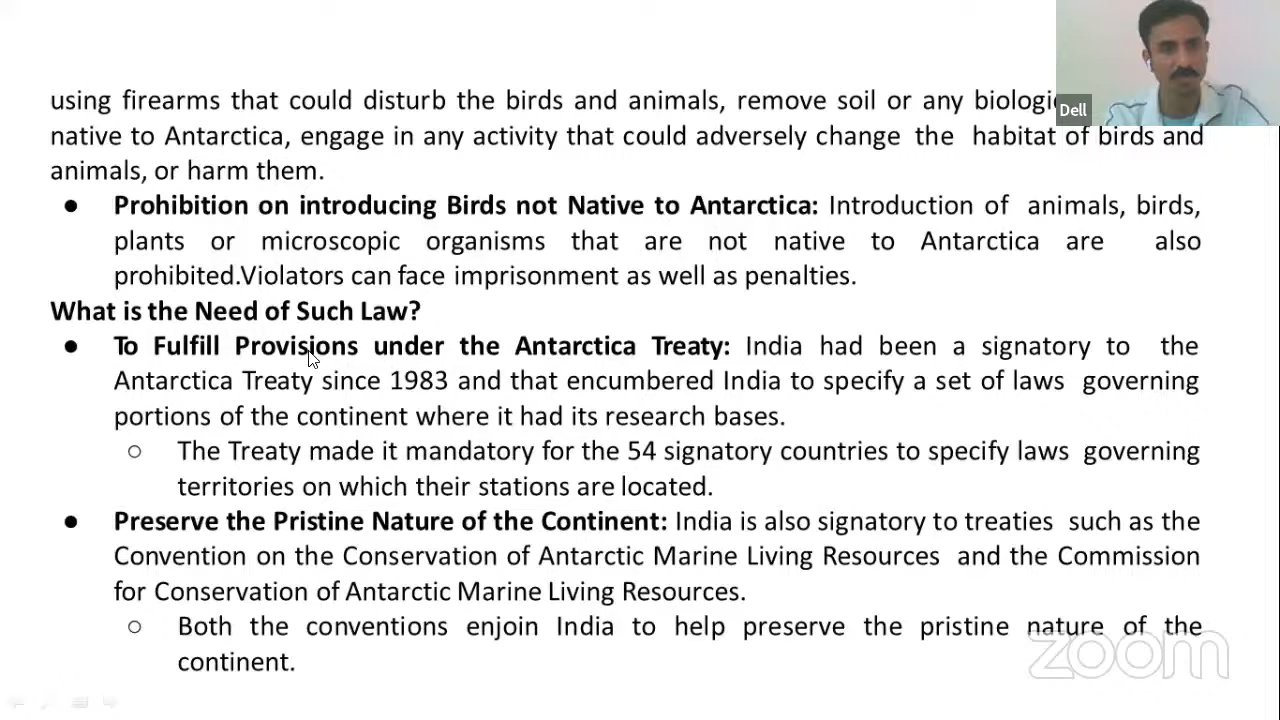 using firearms that could disturb the birds and animals, remove soil or any
native to Antarctica, engage in any activity that could adversely change the habitat of birds and
animals, or harm them.
● Prohibition on introducing Birds not Native to Antarctica: Introduction of animals, birds,
plants or microscopic organisms that are not native to Antarctica are also
prohibited.Violators can face imprisonment as well as penalties.
What is the Need of Such Law?
● To Fulfill Provisions under the Antarctica Treaty: India had been a signatory to the
Antarctica Treaty since 1983 and that encumbered India to specify a set of laws governing
portions of the continent where it had its research bases.
○ The Treaty made it mandatory for the 54 signatory countries to specify laws governing
territories on which their stations are located.
● Preserve the Pristine Nature of the Continent: India is also signatory to treaties such as the
Convention on the Conservation of Antarctic Marine Living Resources and the Commission
for Conservation of Antarctic Marine Living Resources.
○ Both the conventions enjoin India to help preserve the pristine nature of the
continent.
Dell
zoom